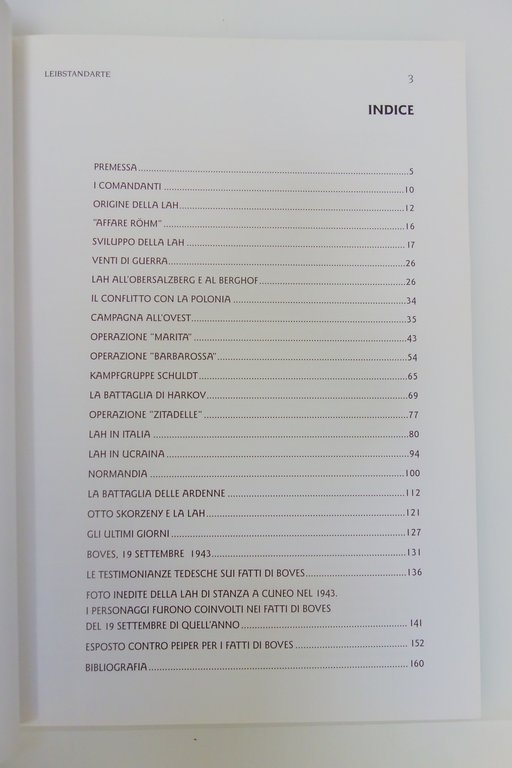 LEIBSTANDARTE 3
INDICE
PREMESSA 5
I COMANDANTI 10
ORIGINE DELLA LAH 12
"AFFARE RÖHM" 16
SVILUPPO DELLA LAH 17
VENTI DI GUERRA 26
LAH ALL'OBERSALZBERG E AL BERGHOF 26
IL CONFLITTO CON LA POLONIA 34
CAMPAGNA ALL'OVEST 35
OPERAZIONE "MARITA" 43
OPERAZIONE "BARBAROSSA" 54
KAMPFGRUPPE SCHULDT 65
LA BATTAGLIA DI HARKOV 69
OPERAZIONE "ZITADELLE" 77
LAH IN ITALIA 80
LAH IN UCRAINA 94
NORMANDIA 100
LA BATTAGLIA DELLE ARDENNE 112
OTTO SKORZENY E LA LAH 121
GLI ULTIMI GIORNI 127
BOVES, 19 SETTEMBRE 1943 131
LE TESTIMONIANZE TEDESCHE SUI FATTI DI BOVES 136
FOTO INEDITE DELLA LAH DI STANZA A CUNEO NEL 1943.
I PERSONAGGI FURONO COINVOLTI NEI FATTI DI BOVES
DEL 19 SETTEMBRE DI QUELL'ANNO 141
ESPOSTO CONTRO PEIPER PER I FATTI DI BOVES 152
BIBLIOGRAFIA 160